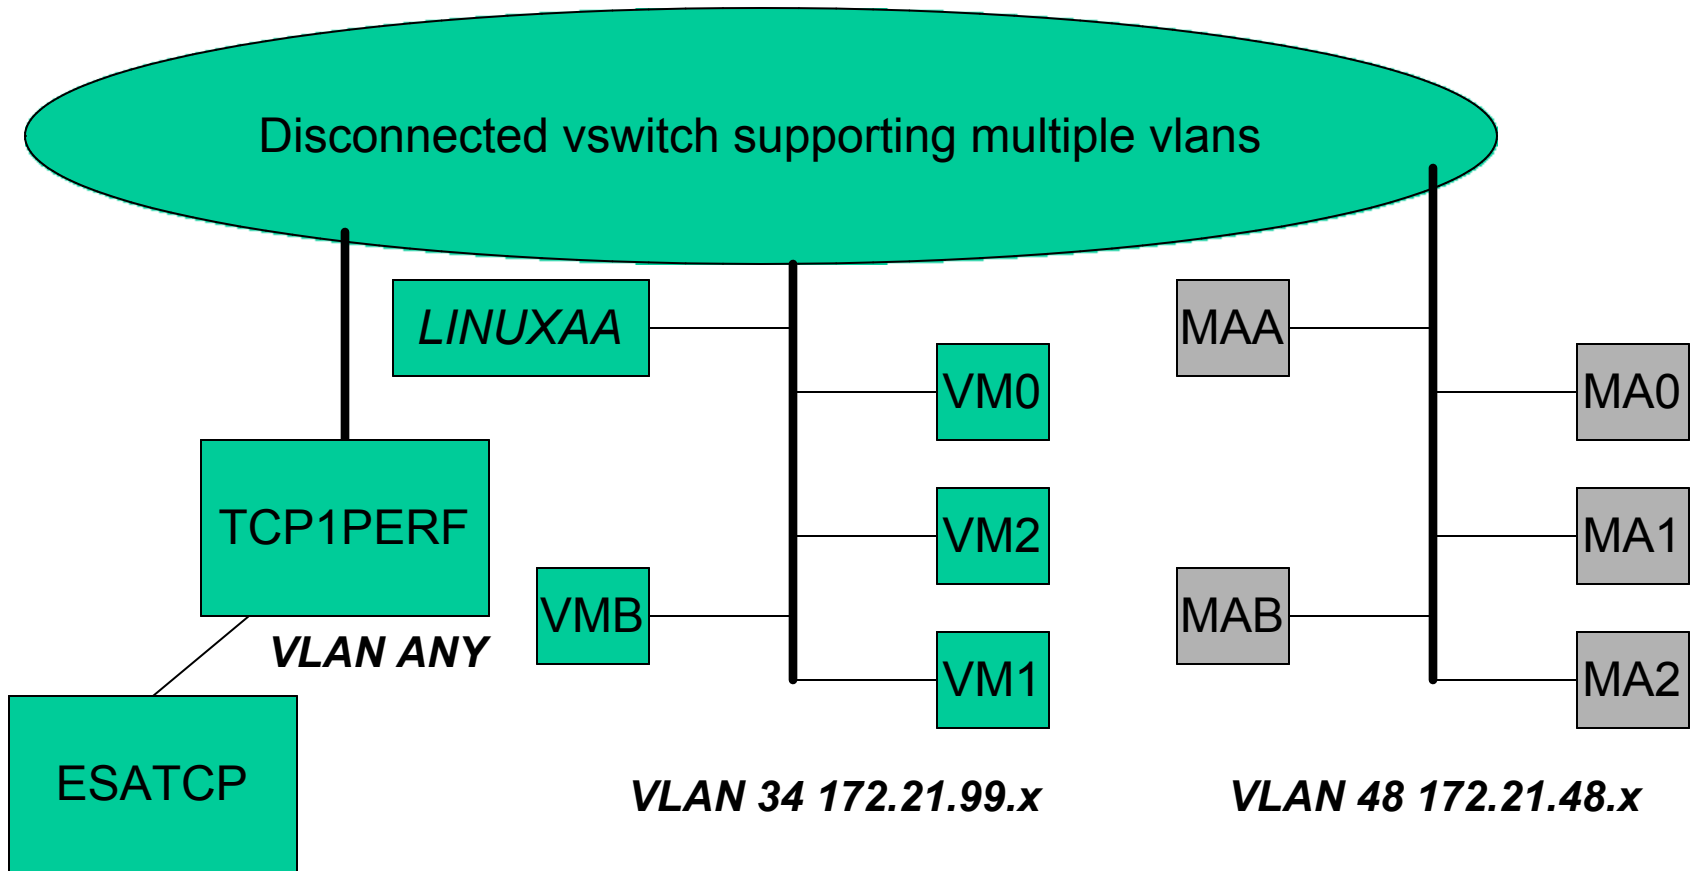 Disconnected vswitch supporting multiple vlans
LINUXAA
MAA
VM0
MA0
TCP1PERF
VM2
MA1
VMB
MAB
VLAN ANY
VM1
MA2
ESATCP
VLAN 34 172.21.99.x
VLAN 48 172.21.48.x